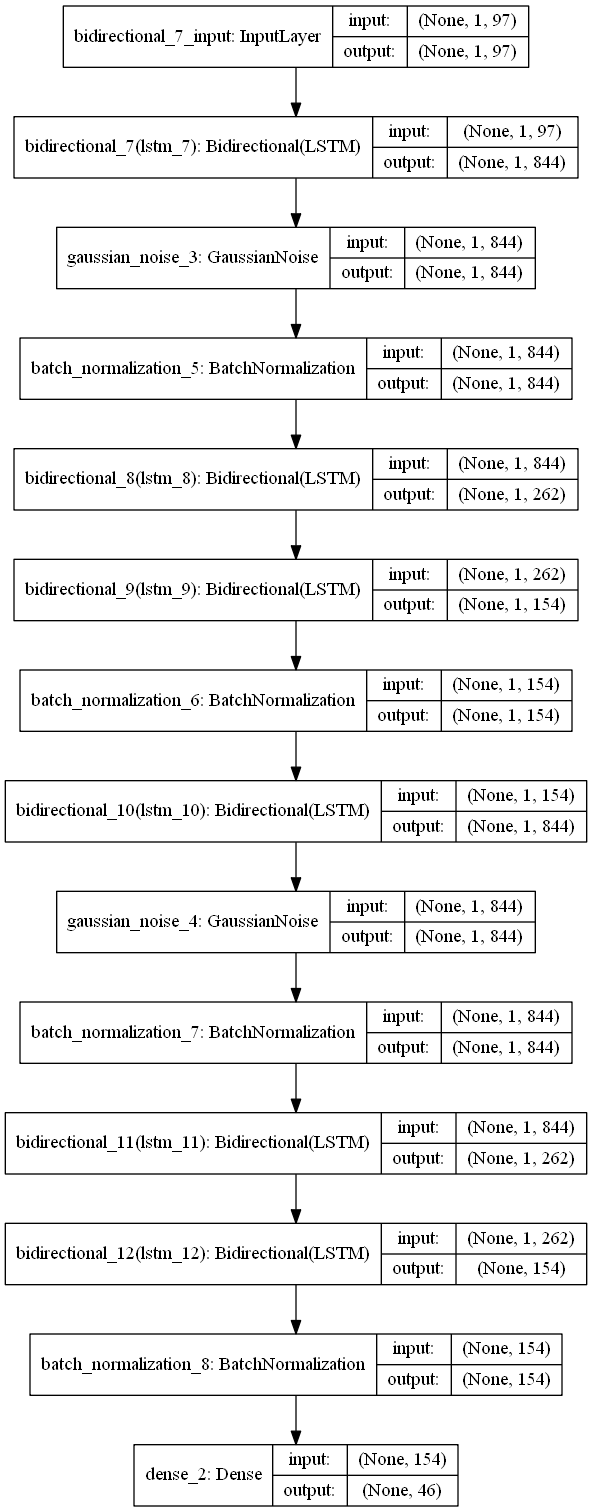 bidirectional_7_input: InputLayer
input: (None, 1, 97)
output: (None, 1, 97)
bidirectional_7(lstm_7): Bidirectional(LSTM)
input: (None, 1, 97)
output: (None, 1, 844)
gaussian_noise_3: GaussianNoise
input: (None, 1, 844)
output: (None, 1, 844)
batch_normalization_5: BatchNormalization
input: (None, 1, 844)
output: (None, 1, 844)
bidirectional_8(lstm_8): Bidirectional(LSTM)
input: (None, 1, 844)
output: (None, 1, 262)
bidirectional_9(lstm_9): Bidirectional(LSTM)
input: (None, 1, 262)
output: (None, 1, 154)
batch_normalization_6: BatchNormalization
input: (None, 1, 154)
output: (None, 1, 154)
bidirectional_10(lstm_10): Bidirectional(LSTM)
input: (None, 1, 154)
output: (None, 1, 844)
gaussian_noise_4: GaussianNoise
input: (None, 1, 844)
output: (None, 1, 844)
batch_normalization_7: BatchNormalization
input: (None, 1, 844)
output: (None, 1, 844)
bidirectional_11(lstm_11): Bidirectional(LSTM)
input: (None, 1, 844)
output: (None, 1, 262)
bidirectional_12(lstm_12): Bidirectional(LSTM)
input: (None, 1, 262)
output: (None, 154)
batch_normalization_8: BatchNormalization
input: (None, 154)
output: (None, 154)
dense_2: Dense
input: (None, 154)
output: (None, 46)